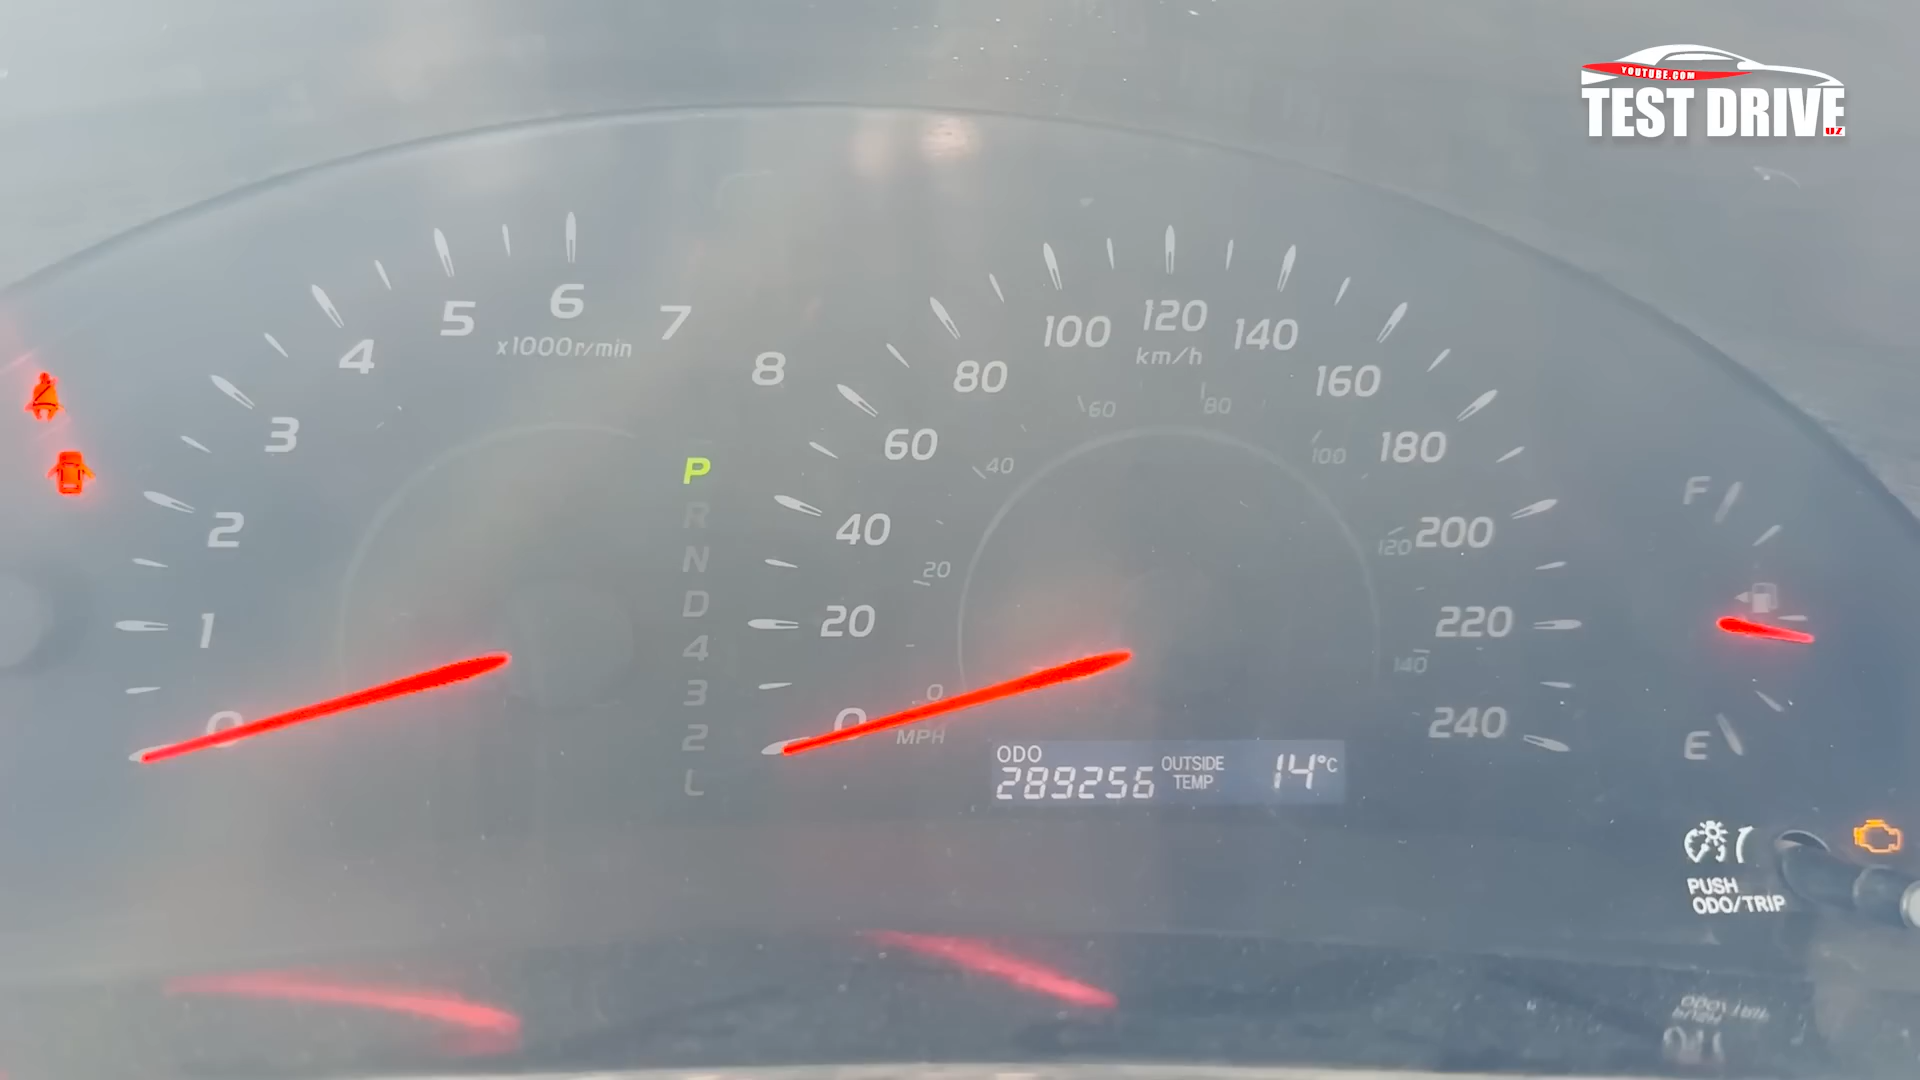 YOUTUBE.COM
TEST DRIVE
UZ
0
1
2
3
4
5
6
7
8
x1000r/min
P
R
N
D
4
3
2
L
0
20
40
60
80
100
120
140
160
180
200
220
240
km/h
0
20
40
60
80
100
120
140
MPH
ODO
289256
OUTSIDE
TEMP
14°C
F
E
PUSH
ODO/TRIP